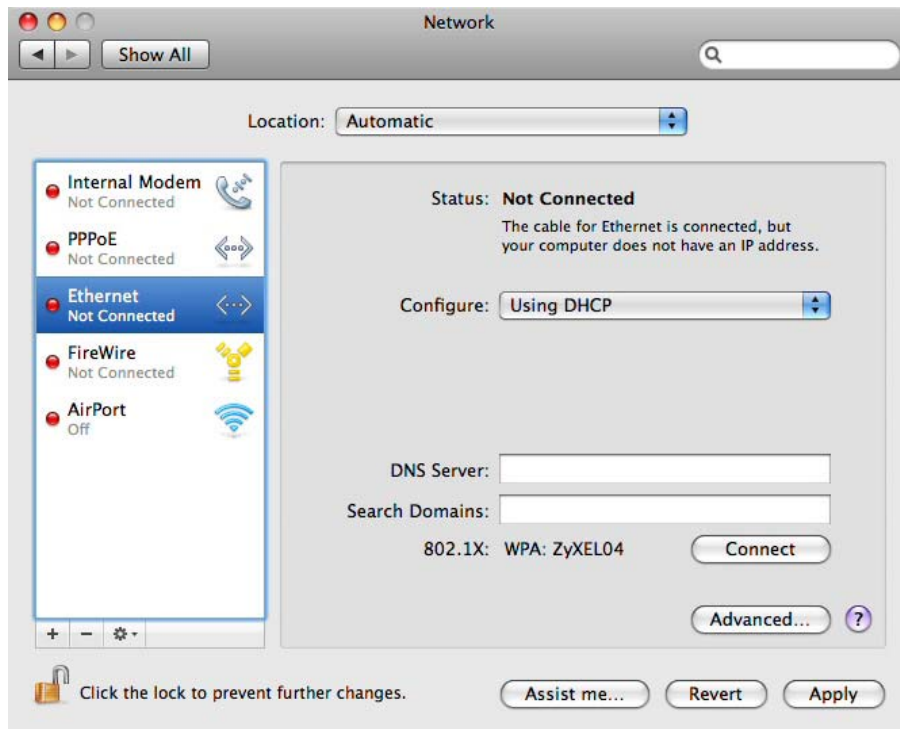 Network
Show All
Location: Automatic
Internal Modem
Not Connected
PPPoE
Not Connected
Ethernet
Not Connected
FireWire
Not Connected
AirPort
Off
Status: Not Connected
The cable for Ethernet is connected, but
your computer does not have an IP address.
Configure: Using DHCP
DNS Server:
Search Domains:
802.1X: WPA: ZyXEL04 Connect
Advanced... ?
Click the lock to prevent further changes.
Assist me... Revert Apply